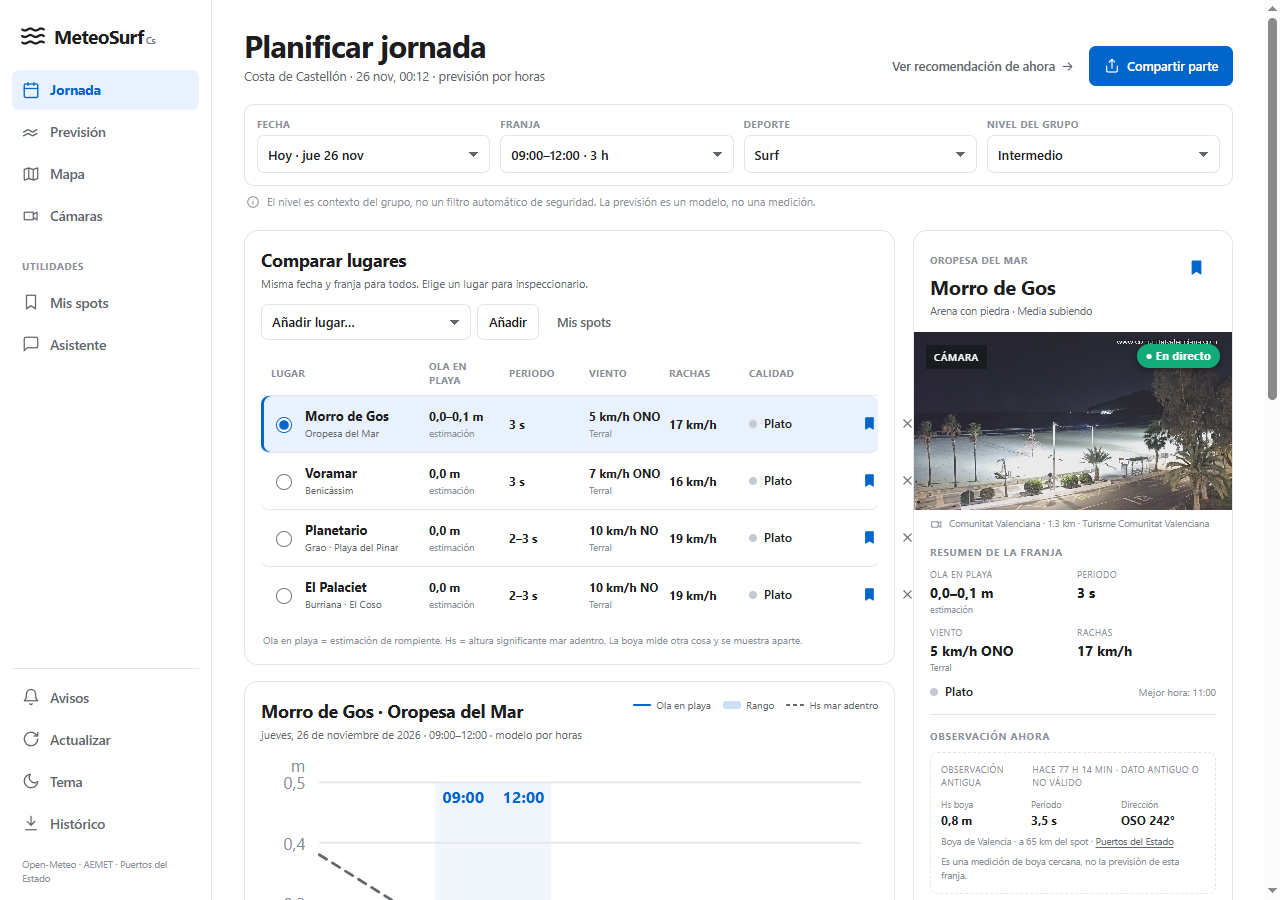 MeteoSurf Cs
Jornada
Previsión
Mapa
Cámaras
UTILIDADES
Mis spots
Asistente
Avisos
Actualizar
Tema
Histórico
Open-Meteo · AEMET · Puertos del
Estado
Planificar jornada
Costa de Castellón · 26 nov, 00:12 · previsión por horas
Ver recomendación de ahora →
Compartir parte
FECHA
Hoy · jue 26 nov
FRANJA
09:00–12:00 · 3 h
DEPORTE
Surf
NIVEL DEL GRUPO
Intermedio
El nivel es contexto del grupo, no un filtro automático de seguridad. La previsión es un modelo, no una medición.
Comparar lugares
Misma fecha y franja para todos. Elige un lugar para inspeccionarlo.
Añadir lugar...
Añadir
Mis spots
LUGAR
OLA EN
PLAYA
PERIODO
VIENTO
RACHAS
CALIDAD
Morro de Gos
Oropesa del Mar
0,0–0,1 m
estimación
3 s
5 km/h ONO
Terral
17 km/h
Plato
Voramar
Benicàssim
0,0 m
estimación
3 s
7 km/h ONO
Terral
16 km/h
Plato
Planetario
Grao · Playa del Pinar
0,0 m
estimación
2–3 s
10 km/h NO
Terral
19 km/h
Plato
El Palaciet
Burriana · El Coso
0,0 m
estimación
2–3 s
10 km/h NO
Terral
19 km/h
Plato
Ola en playa = estimación de rompiente. Hs = altura significante mar adentro. La boya mide otra cosa y se muestra aparte.
Morro de Gos · Oropesa del Mar
jueves, 26 de noviembre de 2026 · 09:00–12:00 · modelo por horas
Ola en playa
Rango
Hs mar adentro
m
0,5
09:00
12:00
0,4
OROPESA DEL MAR
Morro de Gos
Arena con piedra · Media subiendo
CÁMARA
En directo
Comunitat Valenciana · 1.3 km · Turisme Comunitat Valenciana
RESUMEN DE LA FRANJA
OLA EN PLAYA
0,0–0,1 m
estimación
PERIODO
3 s
VIENTO
5 km/h ONO
Terral
RACHAS
17 km/h
Plato
Mejor hora: 11:00
OBSERVACIÓN AHORA
OBSERVACIÓN
ANTIGUA
HACE 77 H 14 MIN · DATO ANTIGUO O
NO VÁLIDO
Hs boya
0,8 m
Periodo
3,5 s
Dirección
OSO 242°
Boya de Valencia · a 65 km del spot · Puertos del Estado
Es una medición de boya cercana, no la previsión de esta
franja.